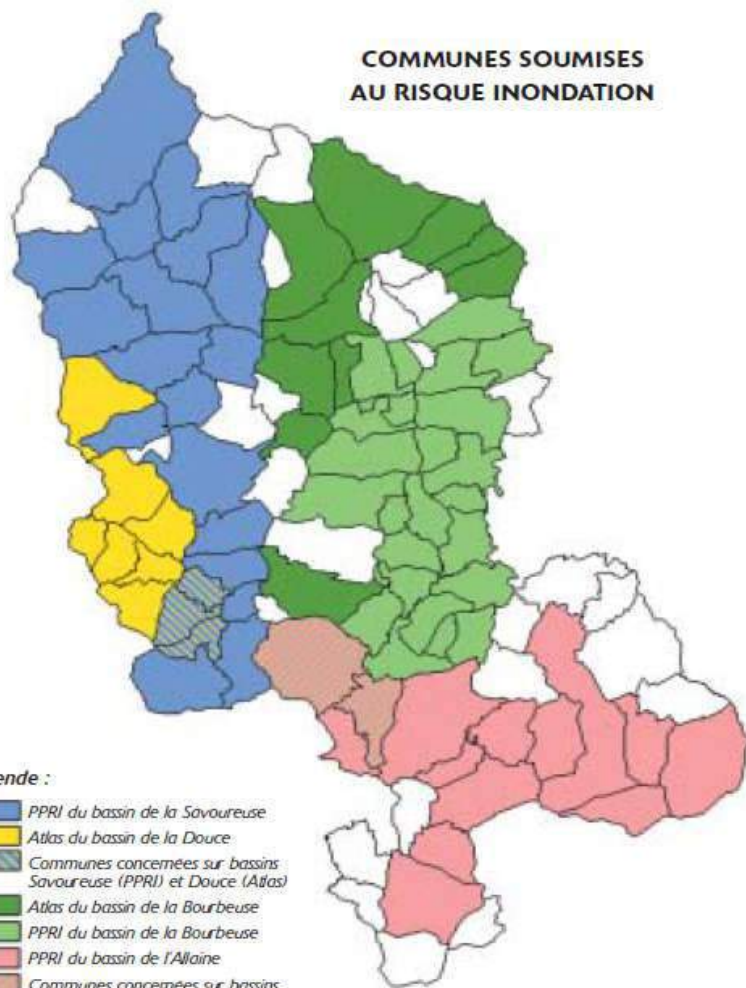 COMMUNES SOUMISES
AU RISQUE INONDATION
ende :
PPRI du bassin de la Savoureuse
Atlas du bassin de la Douce
Communes concernées sur bassins
Savoureuse (PPRI) et Douce (Atlas)
Atlas du bassin de la Bourbeuse
PPRI du bassin de la Bourbeuse
PPRI du bassin de l'Allaine
Communes concernées sur bassins